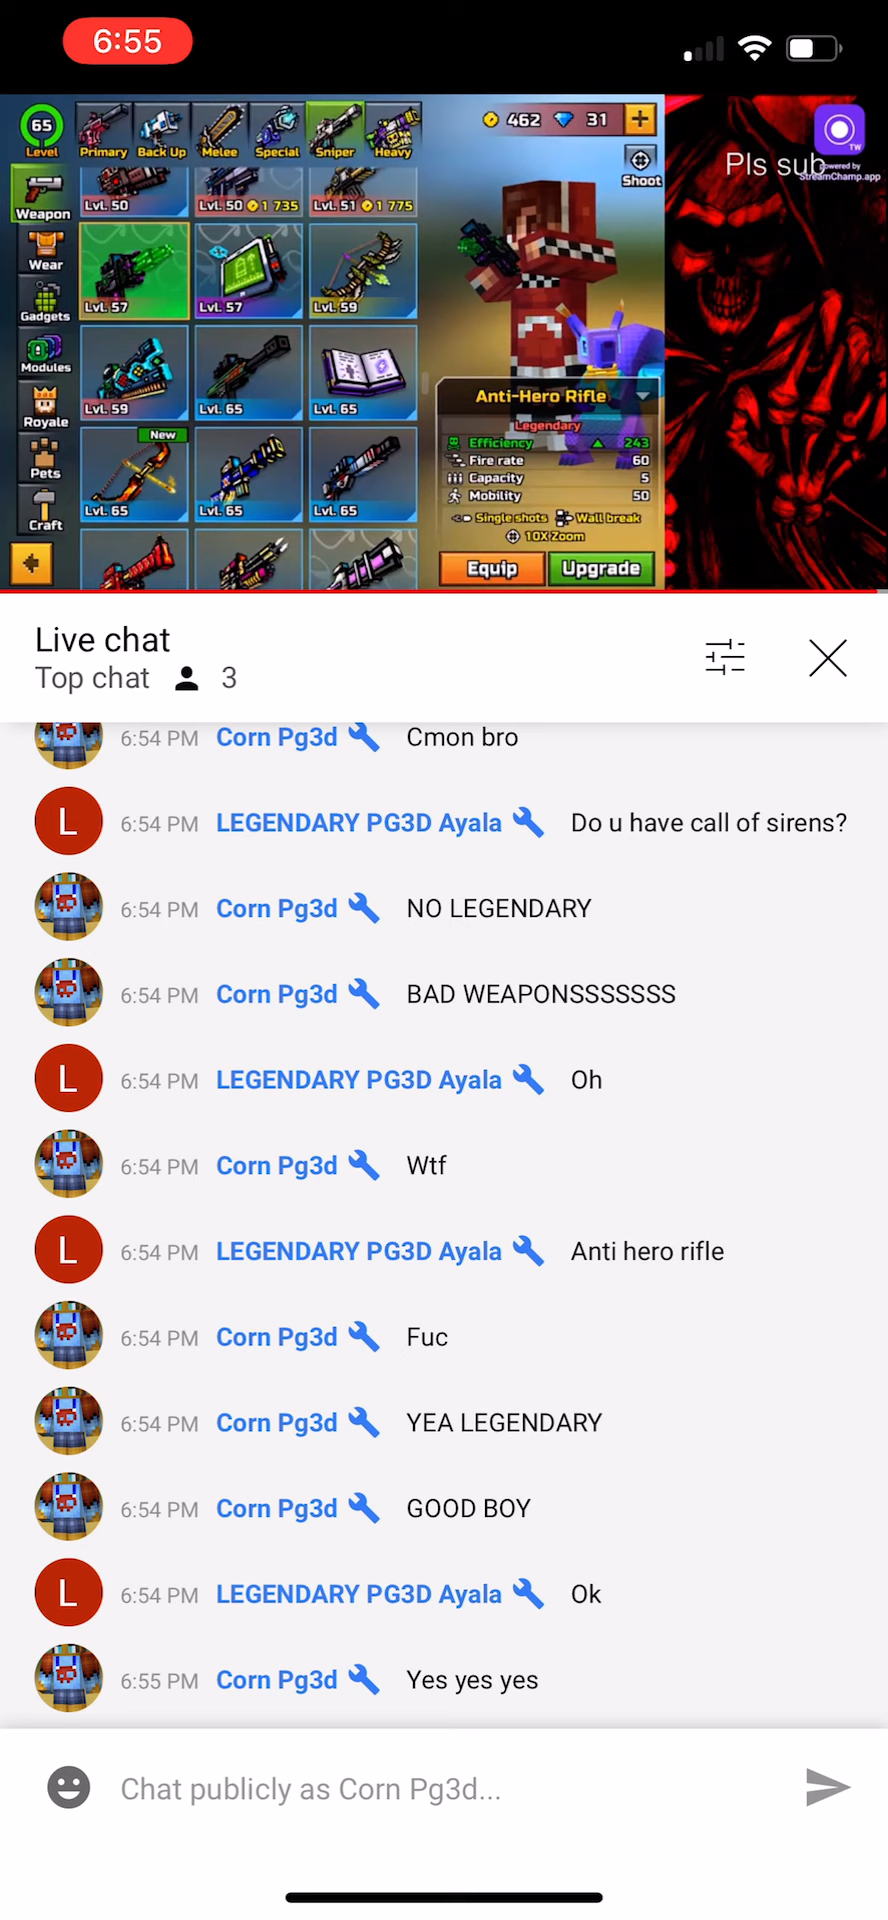 6:55
65
Level
Primary
Back Up
Melee
Special
Sniper
Heavy
462
31
Shoot
Pls sub
powered by
StreamChamp.app
TW
Weapon
Wear
Gadgets
Modules
Royale
Pets
Craft
Lvl. 50
Lvl. 50 1 735
Lvl. 51 1 775
Lvl. 57
Lvl. 57
Lvl. 59
Lvl. 59
Lvl. 65
Lvl. 65
New
Lvl. 65
Lvl. 65
Lvl. 65
Anti-Hero Rifle
Legendary
Efficiency 243
Fire rate 60
Capacity 5
Mobility 50
Single shots Wall break
10X Zoom
Equip
Upgrade
Live chat
Top chat 3
6:54 PM Corn Pg3d Cmon bro
L 6:54 PM LEGENDARY PG3D Ayala Do u have call of sirens?
6:54 PM Corn Pg3d NO LEGENDARY
6:54 PM Corn Pg3d BAD WEAPONSSSSSSS
L 6:54 PM LEGENDARY PG3D Ayala Oh
6:54 PM Corn Pg3d Wtf
L 6:54 PM LEGENDARY PG3D Ayala Anti hero rifle
6:54 PM Corn Pg3d Fuc
6:54 PM Corn Pg3d YEA LEGENDARY
6:54 PM Corn Pg3d GOOD BOY
L 6:54 PM LEGENDARY PG3D Ayala Ok
6:55 PM Corn Pg3d Yes yes yes
Chat publicly as Corn Pg3d...